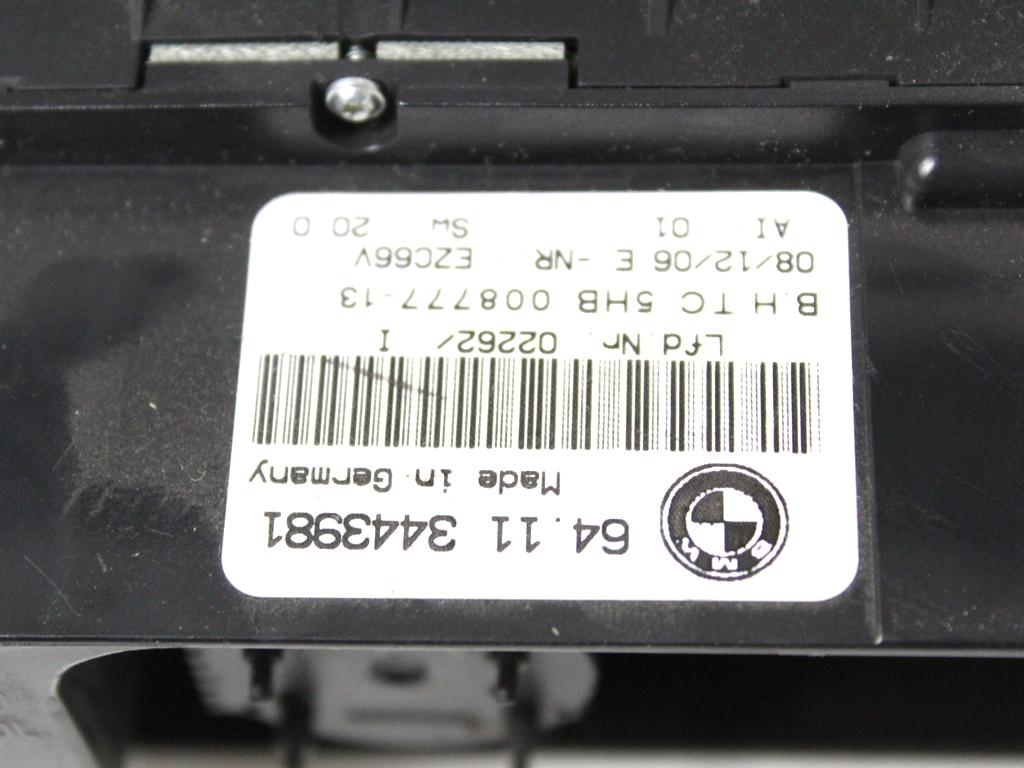 BMW
64.11 3443981
Made in Germany
Lfd.Nr. 02262/ I
B.H.T.C 5HB 008777-13
08/12/06 E -NR EZC66V
AI 01 SW 20.0